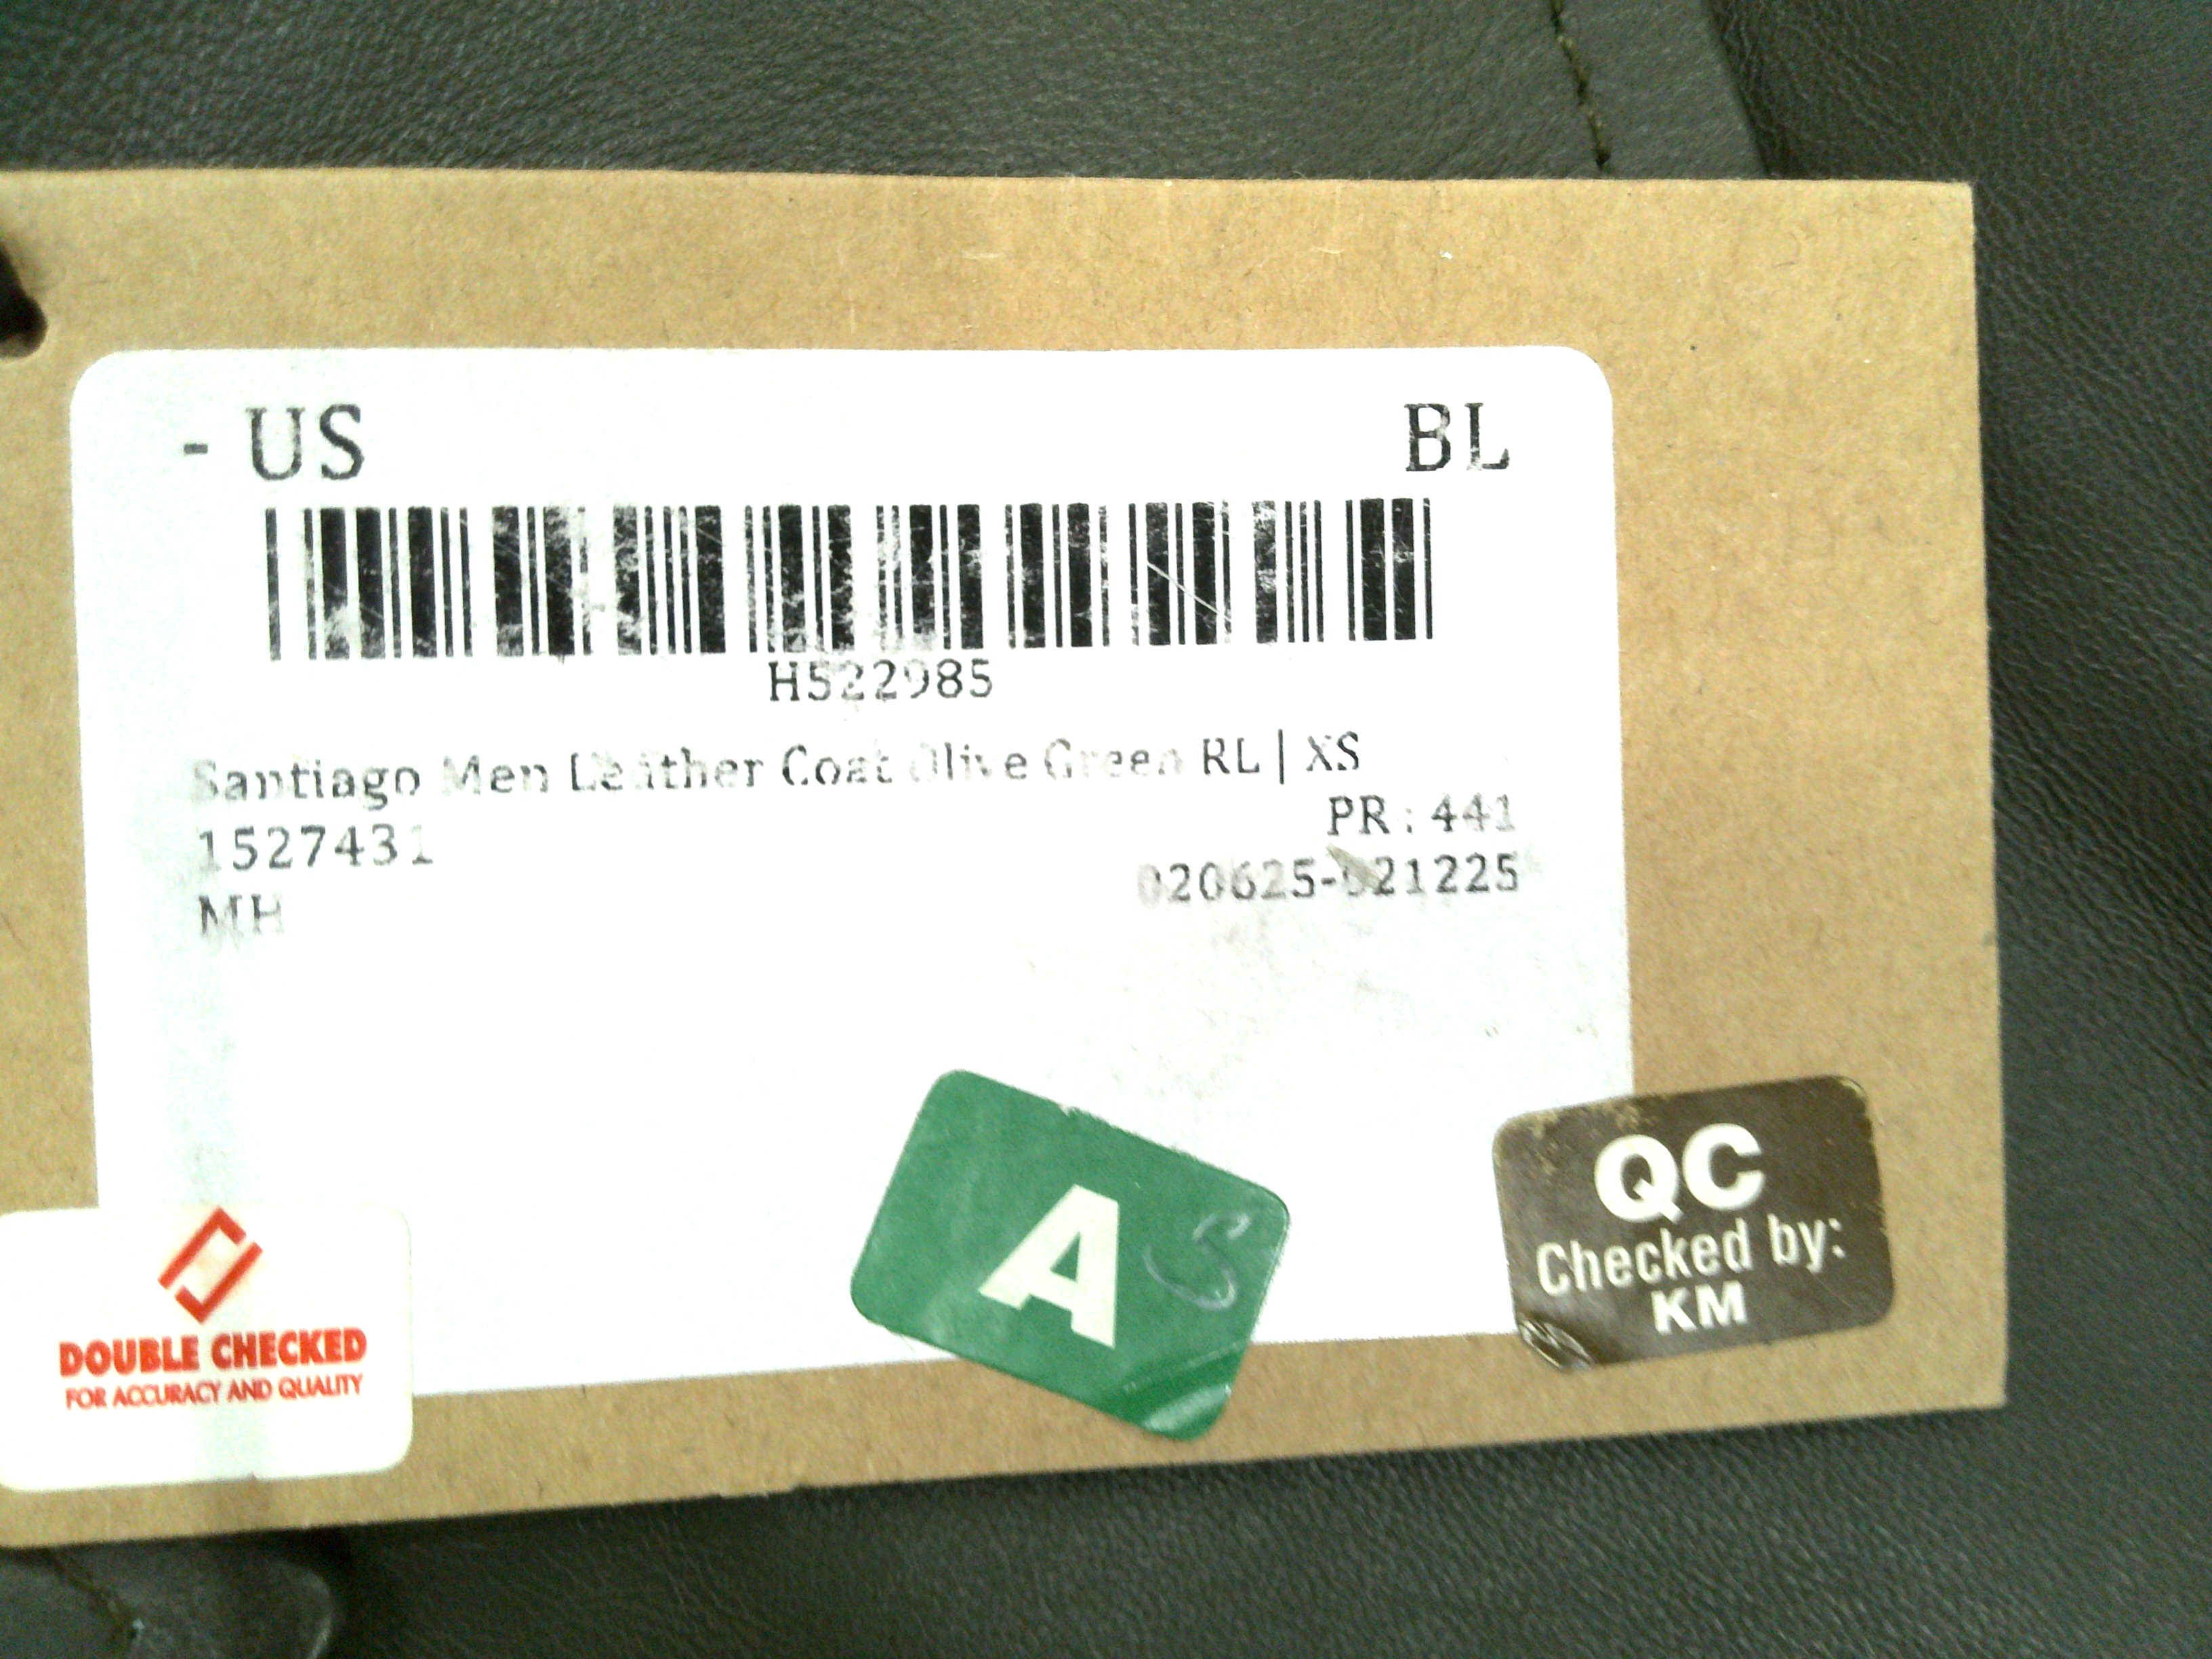 - US BL
H522985
Santiago Men Leather Coat Olive Green RL | XS
1527431 PR : 441
MH 020625-021225
A S
QC
Checked by:
KM
DOUBLE CHECKED
FOR ACCURACY AND QUALITY